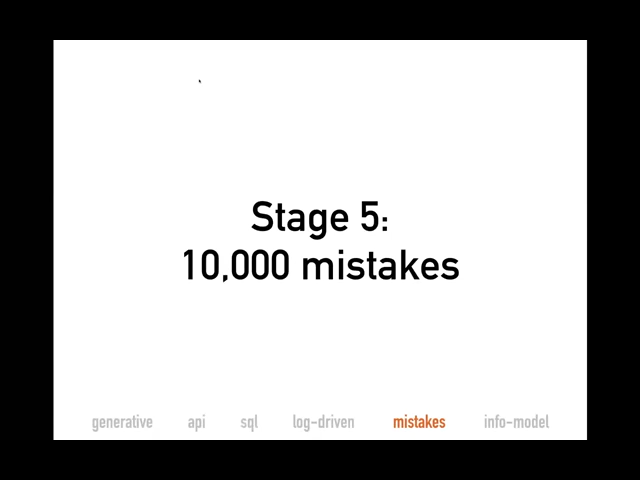 Stage 5:
10,000 mistakes
generative api sql log-driven mistakes info-model